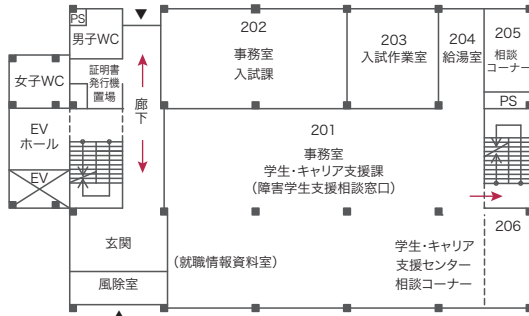 PS
男子WC
女子WC
証明書
発行機
置場
EV
ホール
EV
廊下
玄関
風除室
202
事務室
入試課
203
入試作業室
204
給湯室
205
相談
コーナー
PS
201
事務室
学生・キャリア支援課
（障害学生支援相談窓口）
（就職情報資料室）
学生・キャリア
支援センター
相談コーナー
206